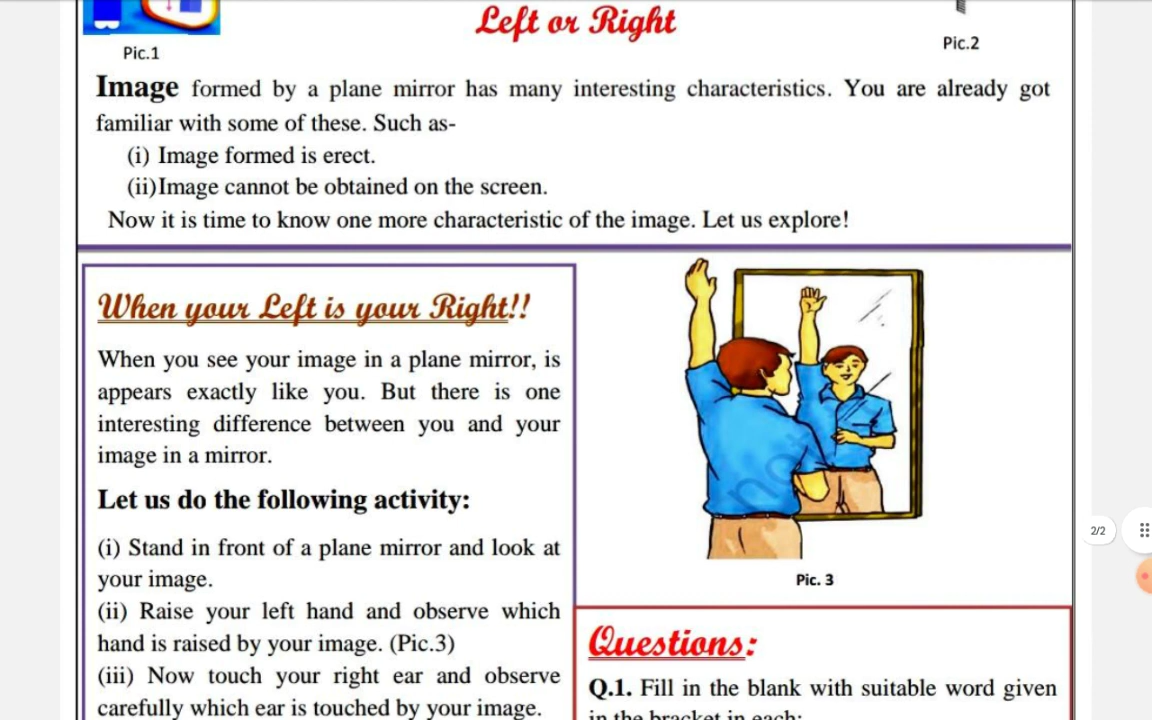 Left or Right
Pic.1
Pic.2
Image formed by a plane mirror has many interesting characteristics. You are already got
familiar with some of these. Such as-
(i) Image formed is erect.
(ii)Image cannot be obtained on the screen.
Now it is time to know one more characteristic of the image. Let us explore!
When your Left is your Right!!
When you see your image in a plane mirror, is
appears exactly like you. But there is one
interesting difference between you and your
image in a mirror.
Let us do the following activity:
(i) Stand in front of a plane mirror and look at
your image.
(ii) Raise your left hand and observe which
hand is raised by your image. (Pic.3)
(iii) Now touch your right ear and observe
carefully which ear is touched by your image.
not
Pic. 3
Questions:
Q.1. Fill in the blank with suitable word given
in the bracket in each:
2/2